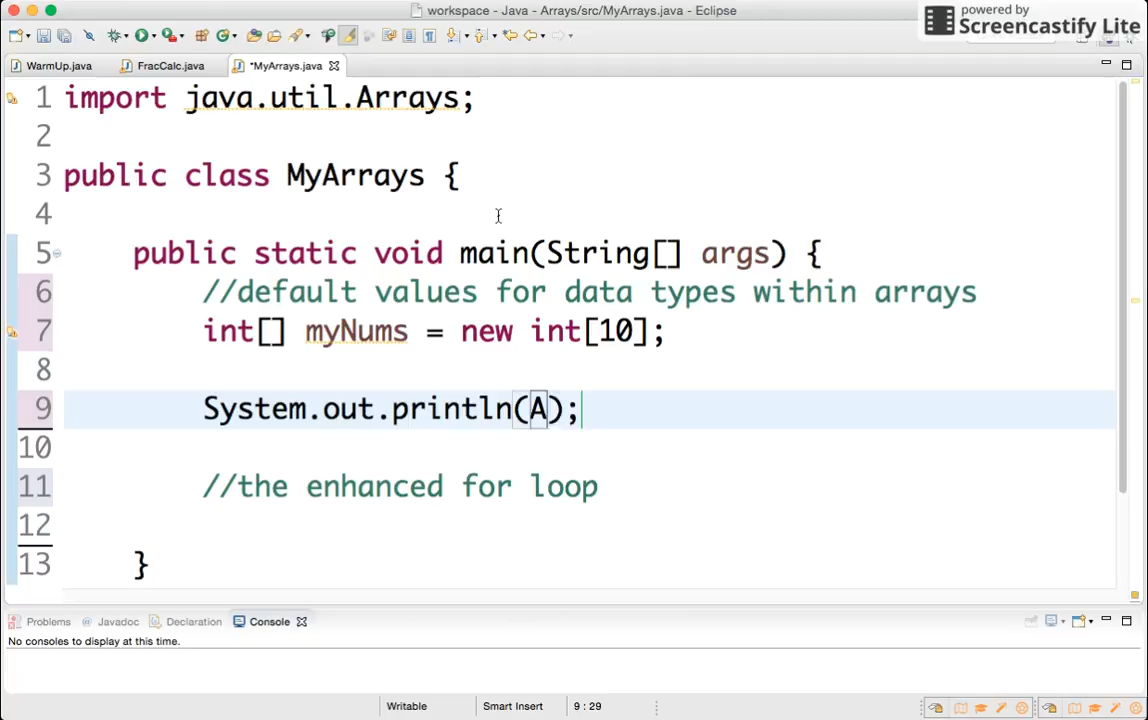 workspace - Java - Arrays/src/MyArrays.java - Eclipse
powered by
Screencastify Lite
WarmUp.java
FracCalc.java
*MyArrays.java
1 import java.util.Arrays;
2
3 public class MyArrays {
4
5 public static void main(String[] args) {
6 //default values for data types within arrays
7 int[] myNums = new int[10];
8
9 System.out.println(A);
10
11 //the enhanced for loop
12
13 }
Problems
Javadoc
Declaration
Console
No consoles to display at this time.
Writable
Smart Insert
9 : 29